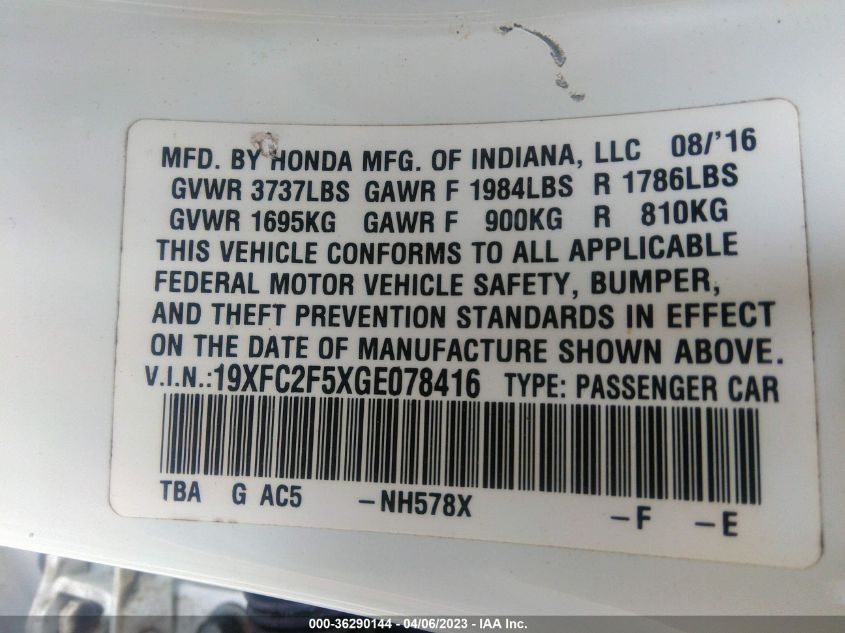 MFD. BY HONDA MFG. OF INDIANA, LLC 08/'16
GVWR 3737LBS GAWR F 1984LBS R 1786LBS
GVWR 1695KG GAWR F 900KG R 810KG
THIS VEHICLE CONFORMS TO ALL APPLICABLE
FEDERAL MOTOR VEHICLE SAFETY, BUMPER,
AND THEFT PREVENTION STANDARDS IN EFFECT
ON THE DATE OF MANUFACTURE SHOWN ABOVE.
V.I.N.:19XFC2F5XGE078416 TYPE: PASSENGER CAR
TBA G AC5 -NH578X -F -E
000-36290144 - 04/06/2023 - IAA Inc.